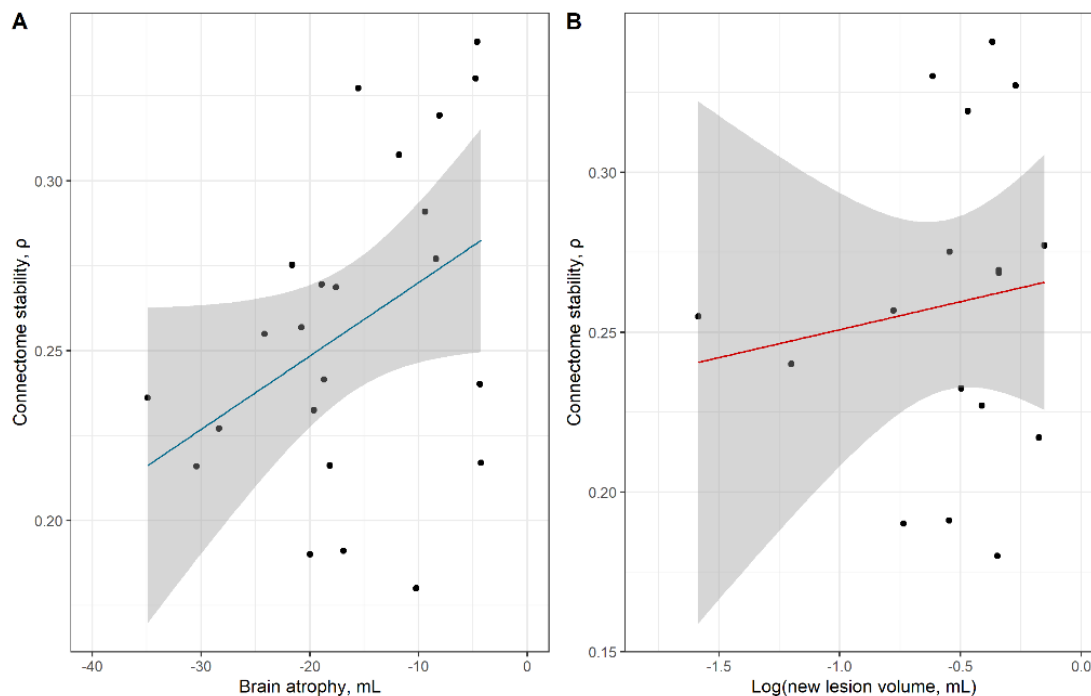 A
B
Connectome stability, ρ
0.30
0.25
0.20
-40
-30
-20
-10
0
Brain atrophy, mL
Connectome stability, ρ
0.30
0.25
0.20
0.15
-1.5
-1.0
-0.5
0.0
Log(new lesion volume, mL)